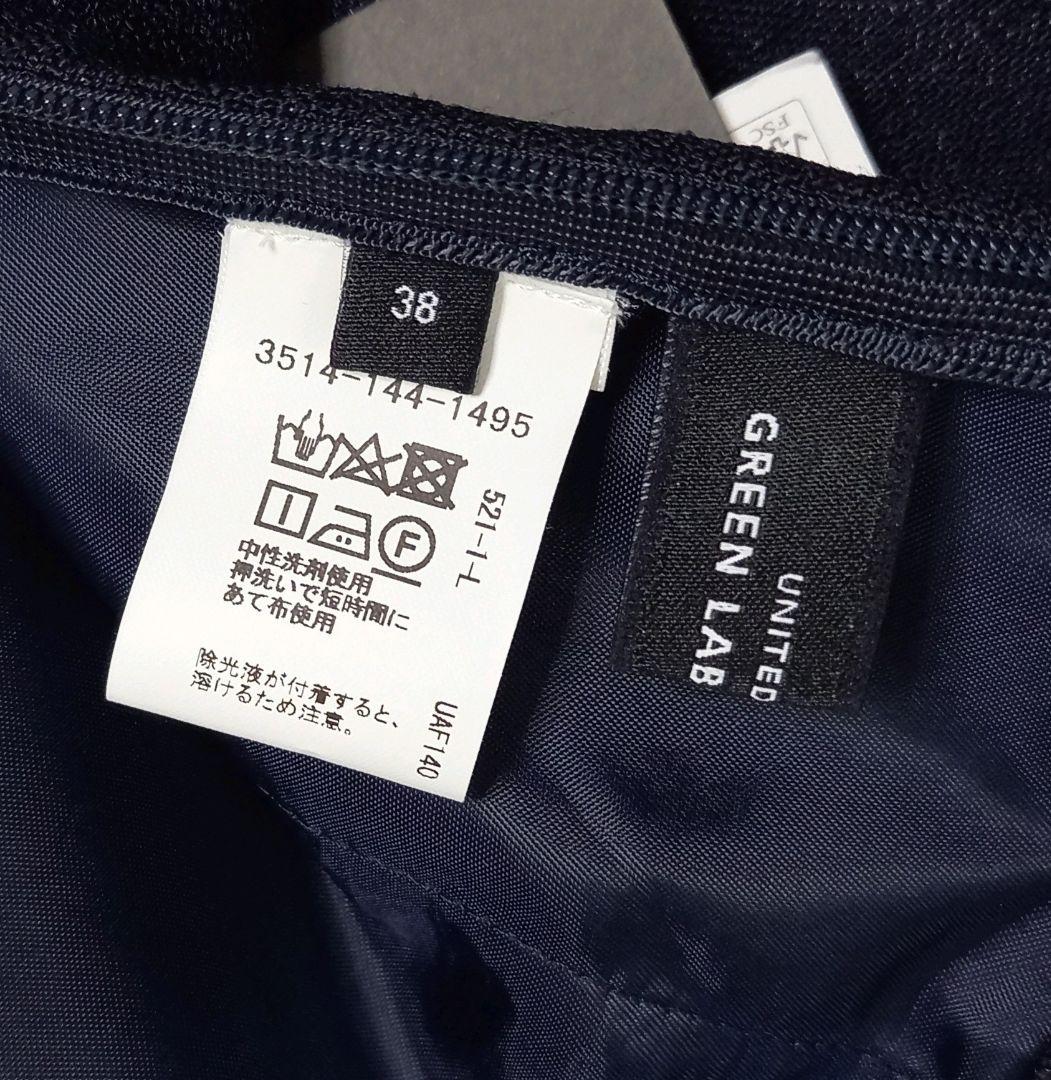 38
3514-144-1495
521-1-L
F
中性洗剤使用
押洗いで短時間に
あて布使用
除光液が付着すると、
溶けるため注意。
UAF140
UNITED
GREEN LAB
FSC